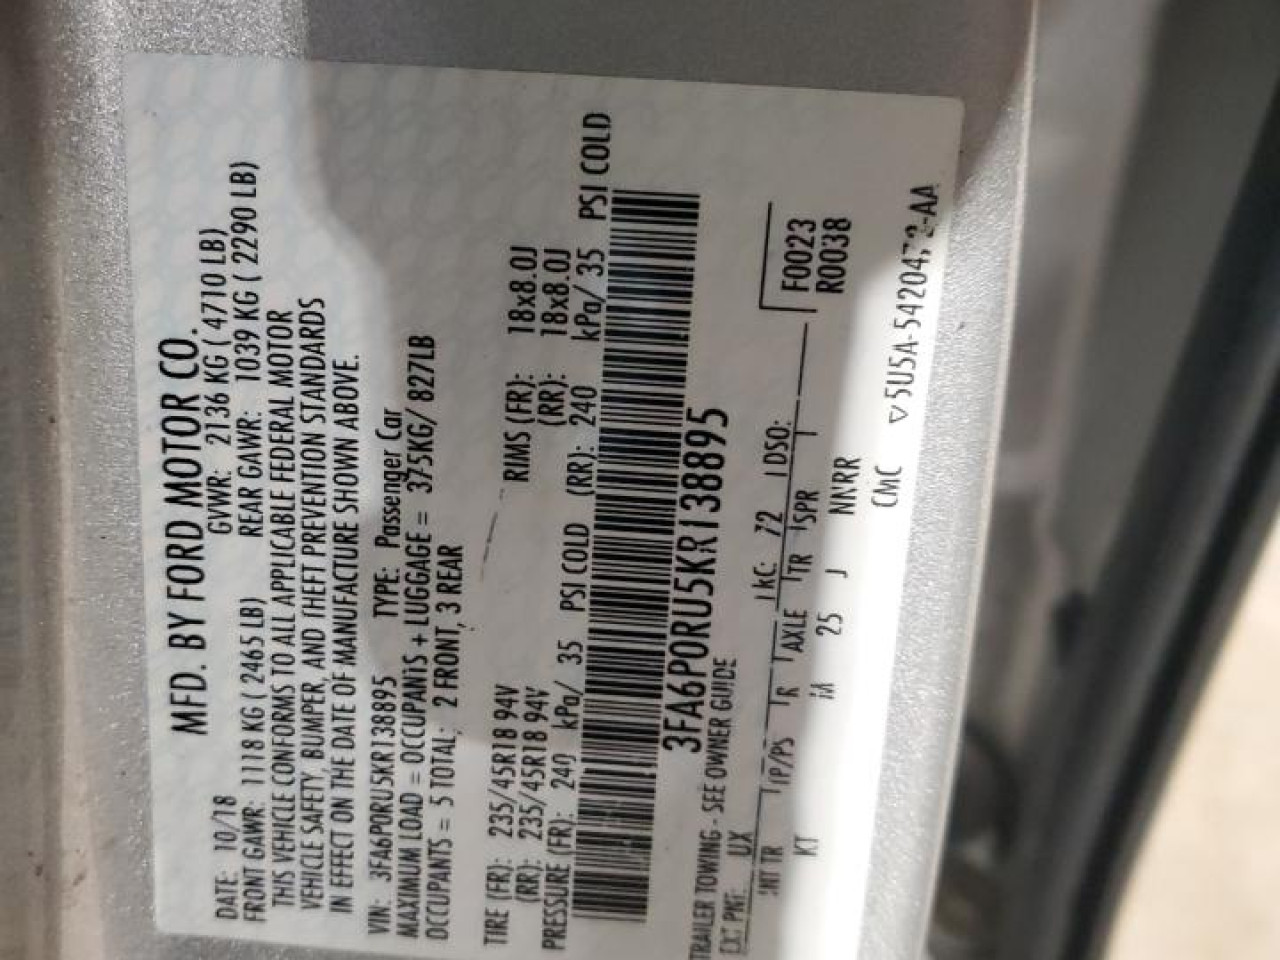 MFD. BY FORD MOTOR CO.
DATE: 10/18 GVWR: 2136 KG ( 4710 LB)
FRONT GAWR: 1118 KG ( 2465 LB) REAR GAWR: 1039 KG ( 2290 LB)
THIS VEHICLE CONFORMS TO ALL APPLICABLE FEDERAL MOTOR
VEHICLE SAFETY, BUMPER, AND THEFT PREVENTION STANDARDS
IN EFFECT ON THE DATE OF MANUFACTURE SHOWN ABOVE.
VIN: 3FA6P0RU5KR138895 TYPE: Passenger Car
MAXIMUM LOAD = OCCUPANTS + LUGGAGE = 375KG/ 827LB
OCCUPANTS = 5 TOTAL; 2 FRONT, 3 REAR
TIRE (FR): 235/45R18 94V RIMS (FR): 18x8.0J
(RR): 235/45R18 94V (RR): 18x8.0J
PRESSURE (FR): 240 kPa/ 35 PSI COLD (RR): 240 kPa/ 35 PSI COLD
3FA6P0RU5KR138895
TRAILER TOWING - SEE OWNER GUIDE
EXT PNT: UX RC: 72 DSO:
INT TR TP/PS R AXLE TR SPR
KT 25 J
F0023
R0038
CMC ▽5U5A-